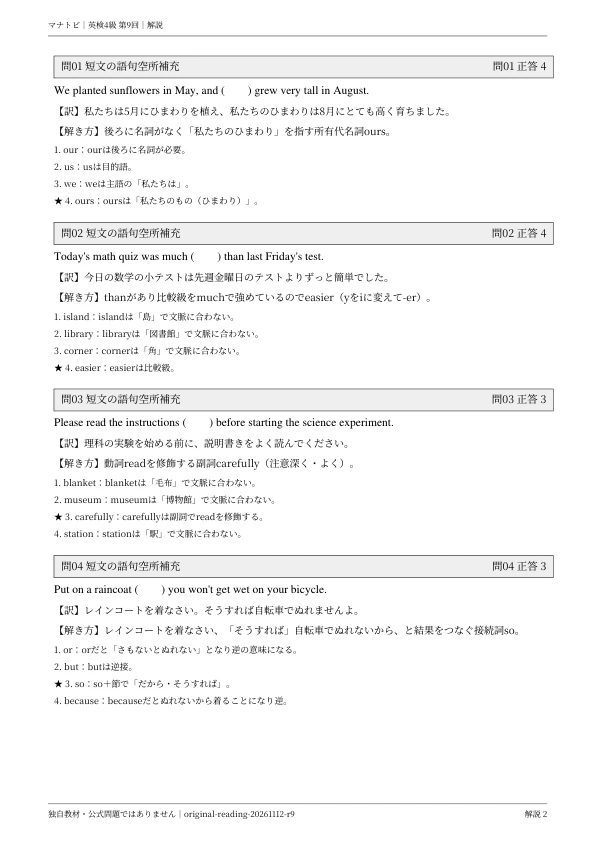 マナトビ｜英検4級 第9回｜解説
問01 短文の語句空所補充 問01 正答 4
We planted sunflowers in May, and (　　) grew very tall in August.
【訳】私たちは5月にひまわりを植え、私たちのひまわりは8月にとても高く育ちました。
【解き方】後ろに名詞がなく「私たちのひまわり」を指す所有代名詞ours。
1. our：ourは後ろに名詞が必要。
2. us：usは目的語。
3. we：weは主語の「私たちは」。
★ 4. ours：oursは「私たちのもの（ひまわり）」。
問02 短文の語句空所補充 問02 正答 4
Today's math quiz was much (　　) than last Friday's test.
【訳】今日の数学の小テストは先週金曜日のテストよりずっと簡単でした。
【解き方】thanがあり比較級をmuchで強めているのでeasier（yをiに変えて-er）。
1. island：islandは「島」で文脈に合わない。
2. library：libraryは「図書館」で文脈に合わない。
3. corner：cornerは「角」で文脈に合わない。
★ 4. easier：easierは比較級。
問03 短文の語句空所補充 問03 正答 3
Please read the instructions (　　) before starting the science experiment.
【訳】理科の実験を始める前に、説明書きをよく読んでください。
【解き方】動詞readを修飾する副詞carefully（注意深く・よく）。
1. blanket：blanketは「毛布」で文脈に合わない。
2. museum：museumは「博物館」で文脈に合わない。
★ 3. carefully：carefullyは副詞でreadを修飾する。
4. station：stationは「駅」で文脈に合わない。
問04 短文の語句空所補充 問04 正答 3
Put on a raincoat (　　) you won't get wet on your bicycle.
【訳】レインコートを着なさい。そうすれば自転車でぬれませんよ。
【解き方】レインコートを着なさい、「そうすれば」自転車でぬれないから、と結果をつなぐ接続詞so。
1. or：orだと「さもないとぬれない」となり逆の意味になる。
2. but：butは逆接。
★ 3. so：so＋節で「だから・そうすれば」。
4. because：becauseだとぬれないから着ることになり逆。
独自教材・公式問題ではありません｜original-reading-20261112-r9 解説 2